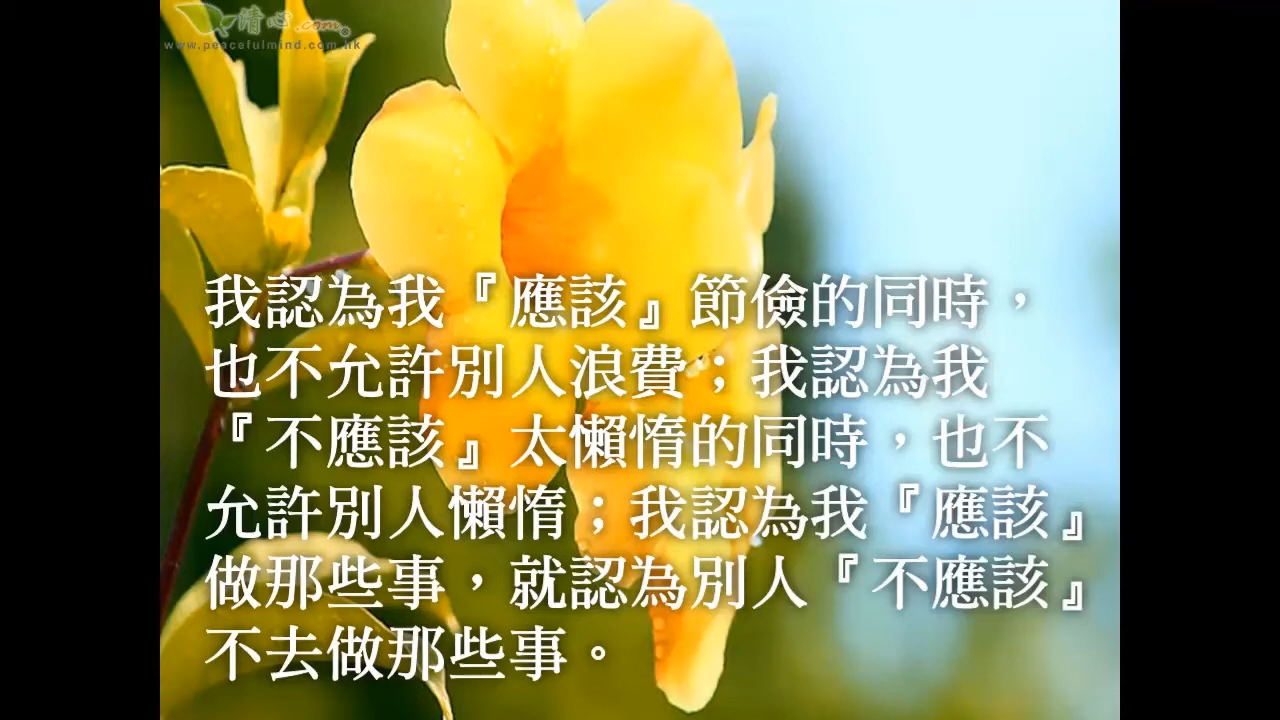 清心.com
www.peacefulmind.com.hk
我認為我『應該』節儉的同時，
也不允許別人浪費；我認為我
『不應該』太懶惰的同時，也不
允許別人懶惰；我認為我『應該』
做那些事，就認為別人『不應該』
不去做那些事。